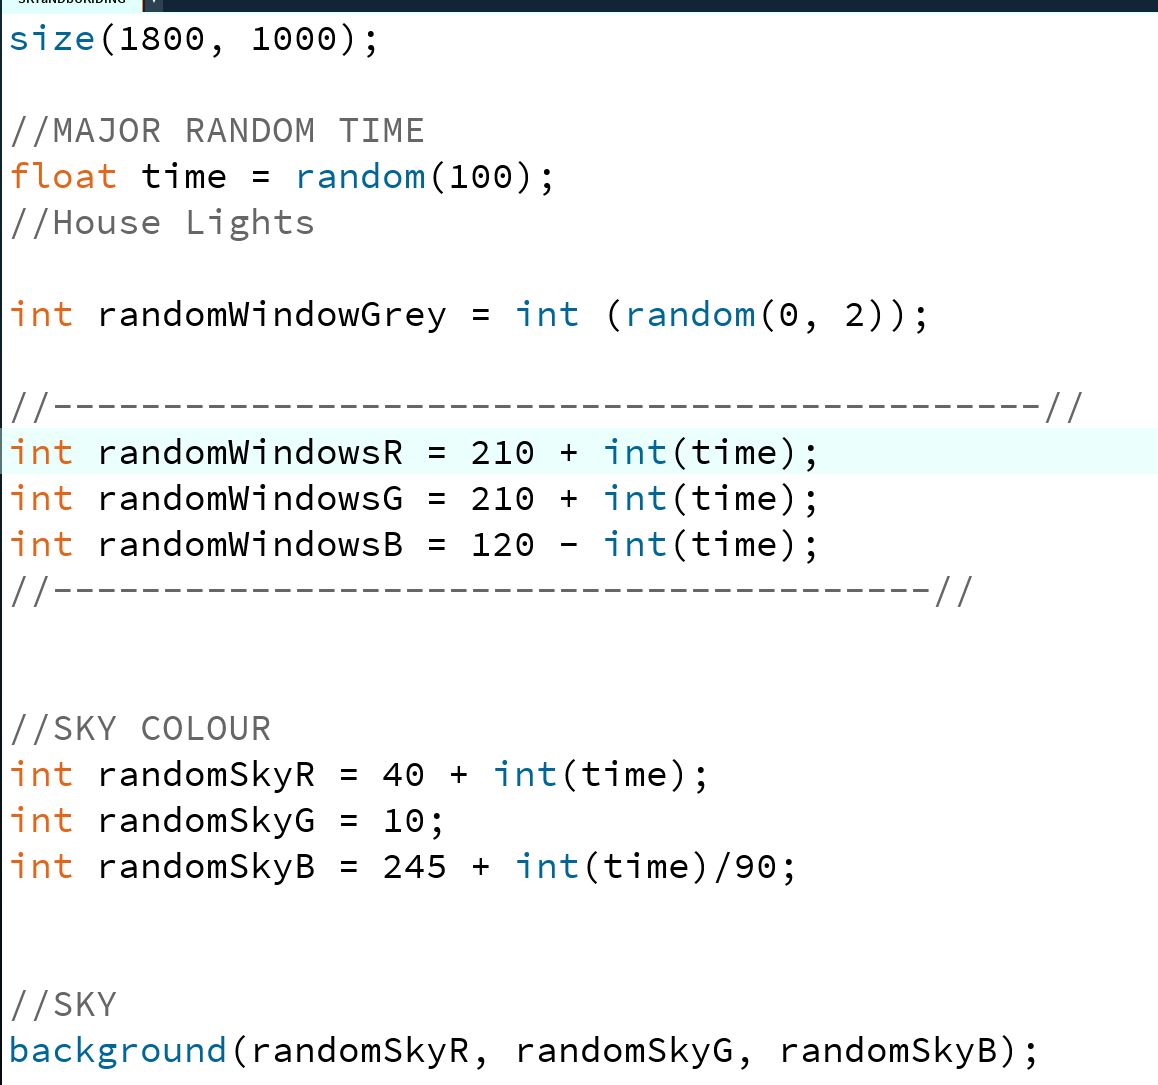 SKYaNDBUKIDING
size(1800, 1000);
//MAJOR RANDOM TIME
float time = random(100);
//House Lights
int randomWindowGrey = int (random(0, 2));
//---------------------------------------------//
int randomWindowsR = 210 + int(time);
int randomWindowsG = 210 + int(time);
int randomWindowsB = 120 - int(time);
//----------------------------------------//
//SKY COLOUR
int randomSkyR = 40 + int(time);
int randomSkyG = 10;
int randomSkyB = 245 + int(time)/90;
//SKY
background(randomSkyR, randomSkyG, randomSkyB);